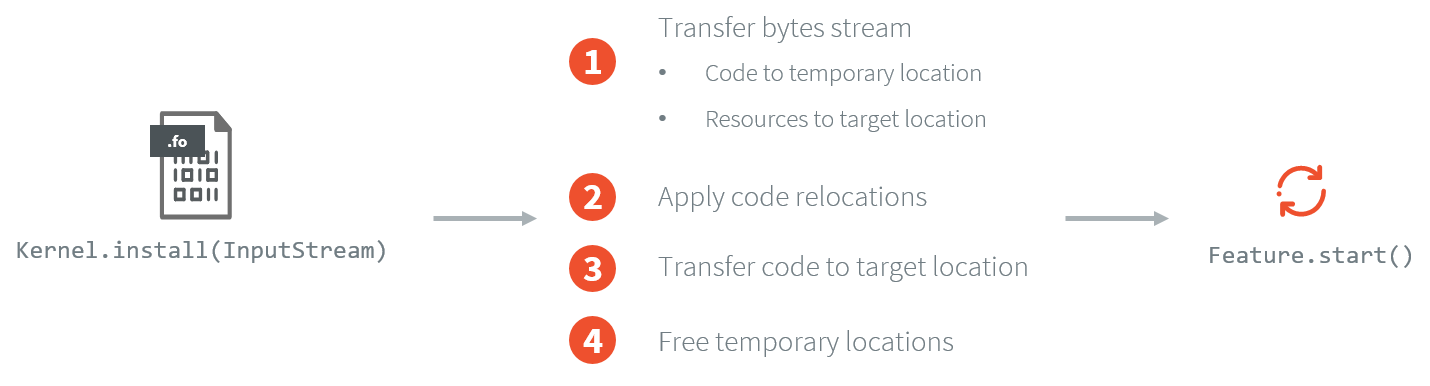 .fo
Kernel.install(InputStream)
1 Transfer bytes stream
• Code to temporary location
• Resources to target location
2 Apply code relocations
3 Transfer code to target location
4 Free temporary locations
Feature.start()